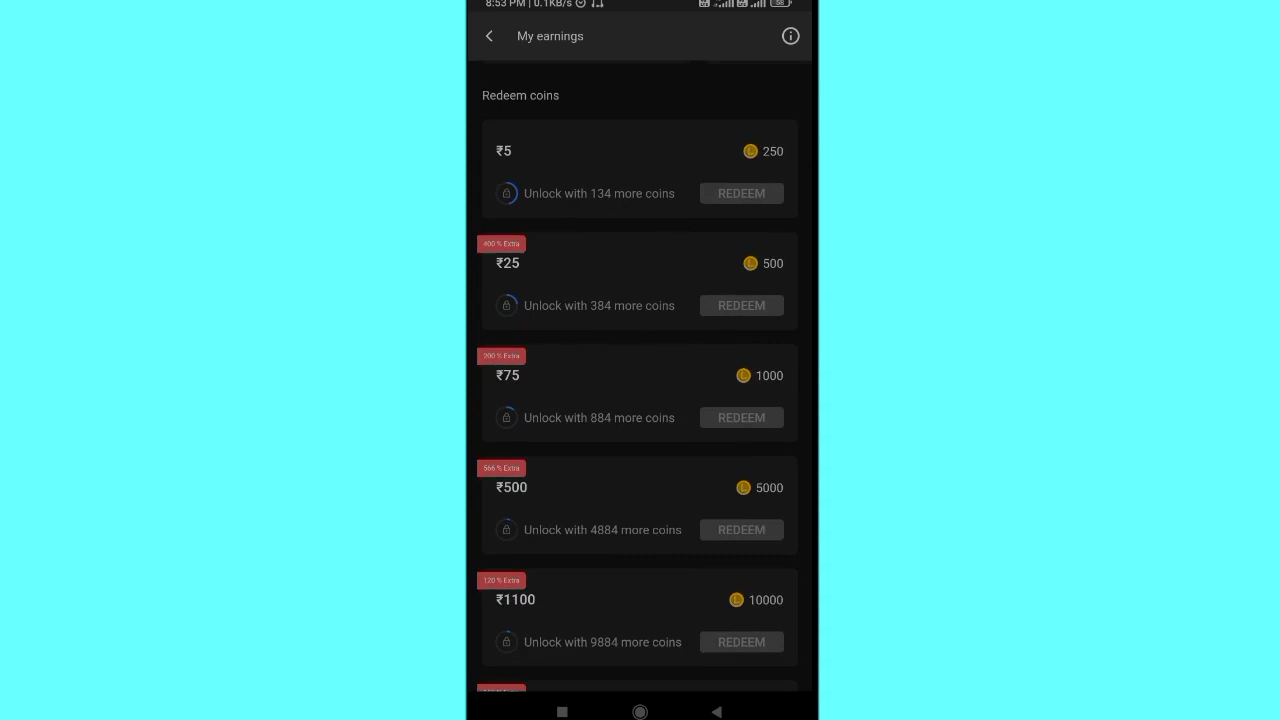 8:53 PM | 0.1KB/s
58
My earnings
Redeem coins
₹5 250
Unlock with 134 more coins REDEEM
400 % Extra
₹25 500
Unlock with 384 more coins REDEEM
200 % Extra
₹75 1000
Unlock with 884 more coins REDEEM
566 % Extra
₹500 5000
Unlock with 4884 more coins REDEEM
120 % Extra
₹1100 10000
Unlock with 9884 more coins REDEEM